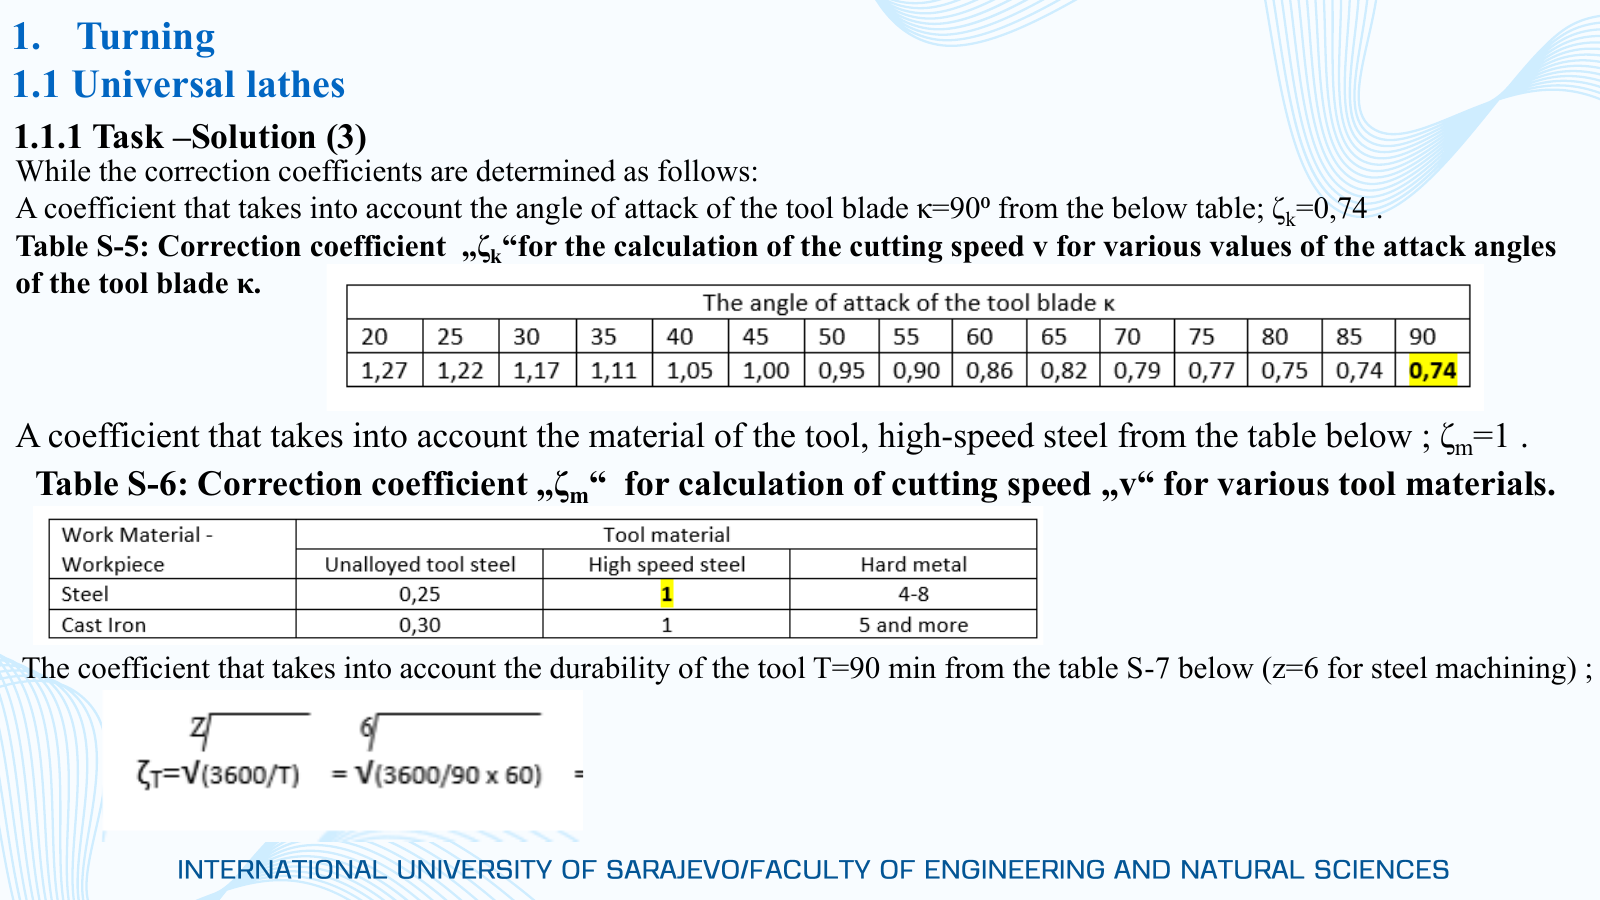 1. Turning
1.1 Universal lathes
1.1.1 Task –Solution (3)
While the correction coefficients are determined as follows:
A coefficient that takes into account the angle of attack of the tool blade κ=90⁰ from the below table; ζk=0,74 .
Table S-5: Correction coefficient „ζk“for the calculation of the cutting speed v for various values of the attack angles
of the tool blade κ.
The angle of attack of the tool blade κ
20 25 30 35 40 45 50 55 60 65 70 75 80 85 90
1,27 1,22 1,17 1,11 1,05 1,00 0,95 0,90 0,86 0,82 0,79 0,77 0,75 0,74 0,74
A coefficient that takes into account the material of the tool, high-speed steel from the table below ; ζm=1 .
Table S-6: Correction coefficient „ζm“ for calculation of cutting speed „v“ for various tool materials.
Work Material - Tool material
Workpiece Unalloyed tool steel High speed steel Hard metal
Steel 0,25 1 4-8
Cast Iron 0,30 1 5 and more
The coefficient that takes into account the durability of the tool T=90 min from the table S-7 below (z=6 for steel machining) ;
Z 6
ζT=√(3600/T) = √(3600/90 x 60) =
INTERNATIONAL UNIVERSITY OF SARAJEVO/FACULTY OF ENGINEERING AND NATURAL SCIENCES